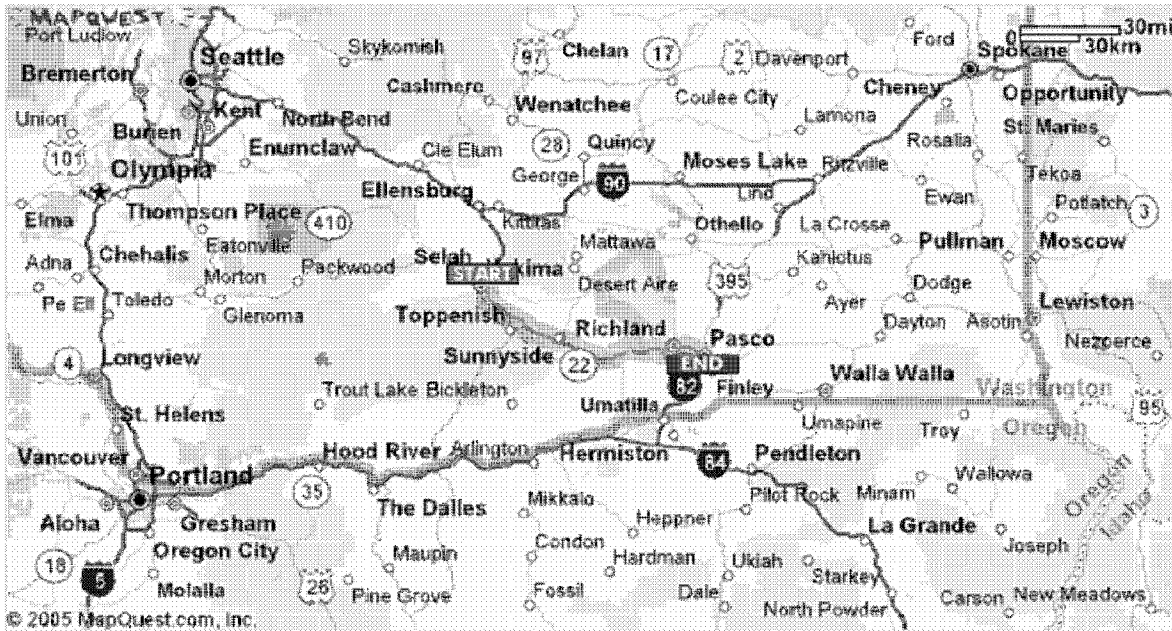 MAPQUEST
Port Ludlow
Seattle
Skykomish
97
Chelan
17
2
Davenport
Ford
0 30mi
30km
Spokane
Bremerton
Cashmere
Wenatchee
Coulee City
Cheney
Opportunity
Union
Kent
Burien
North Bend
Lamona
Rosalia
St. Maries
101
Enumclaw
Cle Elum
28
Quincy
Moses Lake
Ritzville
Olympia
Ellensburg
George
90
Lind
Ewan
Tekoa
Elma
Thompson Place
410
Kittitas
Othello
La Crosse
Potlatch
3
Eatonville
Selah
Mattawa
Pullman
Moscow
Adna
Chehalis
Morton
Packwood
START
kima
Desert Aire
395
Kahlotus
Dodge
Pe Ell
Toledo
Glenoma
Toppenish
Richland
Ayer
Lewiston
Pasco
Dayton
Asotin
Nezperce
4
Longview
Sunnyside
22
END
82
Finley
Walla Walla
Washington
Trout Lake
Bickleton
St. Helens
Umatilla
Umapine
Troy
Oregon
95
Vancouver
Portland
Hood River
Arlington
Hermiston
84
Pendleton
Wallowa
35
Pilot Rock
Minam
Oregon
Idaho
Aloha
Gresham
The Dalles
Mikkalo
Heppner
La Grande
18
Oregon City
Maupin
Condon
Hardman
Ukiah
Joseph
5
Molalla
26
Pine Grove
Fossil
Dale
Starkey
North Powder
Carson
New Meadows
© 2005 MapQuest.com, Inc.